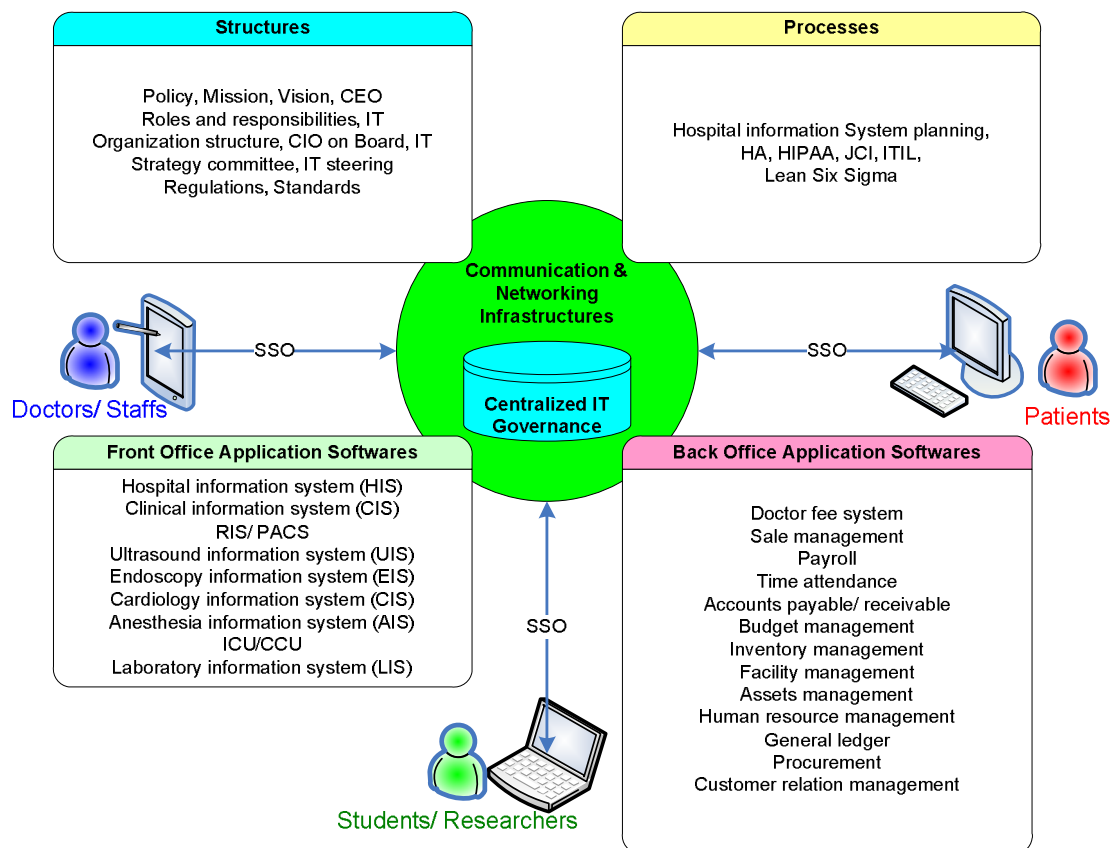 Structures
Policy, Mission, Vision, CEO
Roles and responsibilities, IT
Organization structure, CIO on Board, IT
Strategy committee, IT steering
Regulations, Standards
Processes
Hospital information System planning,
HA, HIPAA, JCI, ITIL,
Lean Six Sigma
Communication &
Networking
Infrastructures
SSO
SSO
Centralized IT
Governance
Doctors/ Staffs
Patients
Front Office Application Softwares
Hospital information system (HIS)
Clinical information system (CIS)
RIS/ PACS
Ultrasound information system (UIS)
Endoscopy information system (EIS)
Cardiology information system (CIS)
Anesthesia information system (AIS)
ICU/CCU
Laboratory information system (LIS)
Back Office Application Softwares
Doctor fee system
Sale management
Payroll
Time attendance
Accounts payable/ receivable
Budget management
Inventory management
Facility management
Assets management
Human resource management
General ledger
Procurement
Customer relation management
SSO
Students/ Researchers